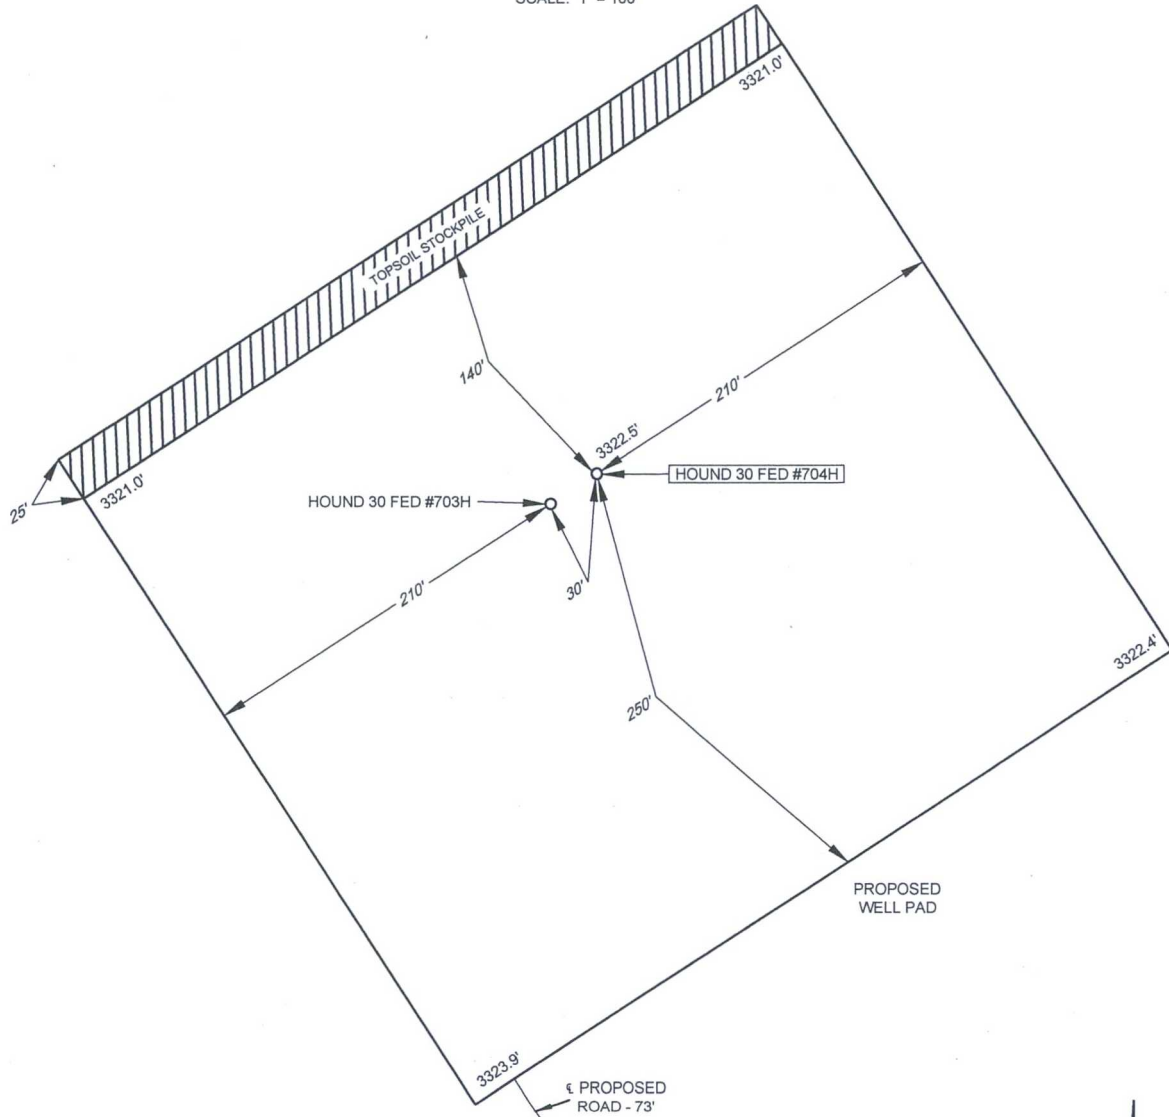 3321.0'
TOPSOIL STOCKPILE
140'
210'
3322.5'
HOUND 30 FED #704H
3321.0'
25'
HOUND 30 FED #703H
210'
30'
3322.4'
250'
PROPOSED
WELL PAD
3323.9'
℄ PROPOSED
ROAD - 73'